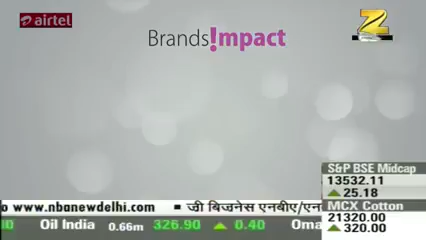 airtel
Brands!mpact
Z
S&P BSE Midcap
13532.11
▲ 25.18
MCX Cotton
21320.00
▲ 320.00
www.nbanewdelhi.com ज़ी बिज़नेस एनबीए/एन
Oil India 0.66m 326.90 ▲ 0.40 Oma